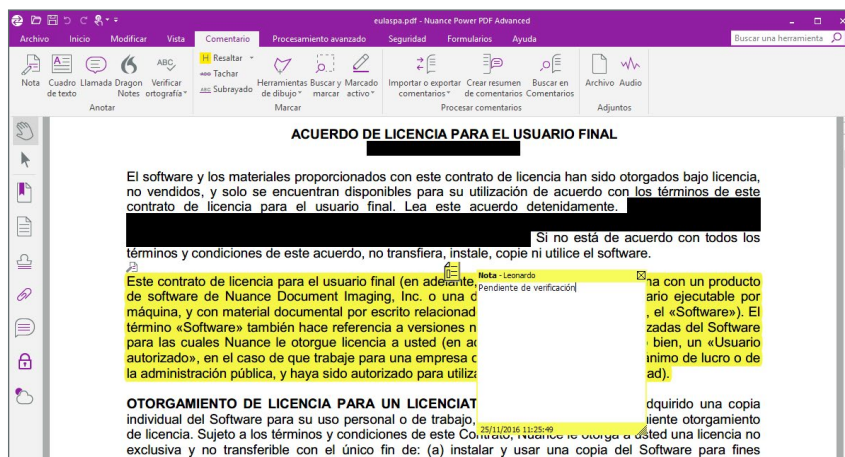 eulaspa.pdf - Nuance Power PDF Advanced
Archivo Inicio Modificar Vista Comentario Procesamiento avanzado Seguridad Formularios Ayuda Buscar una herramienta
Nota Cuadro de texto Llamada Dragon Notes ABC Verificar ortografía
H Resaltar
ABC Tachar
ABC Subrayado
Herramientas de dibujo Buscar y marcar Marcado activo
Importar o exportar comentarios Crear resumen de comentarios Buscar en Comentarios
Archivo Audio
Anotar Marcar Procesar comentarios Adjuntos
ACUERDO DE LICENCIA PARA EL USUARIO FINAL
El software y los materiales proporcionados con este contrato de licencia han sido otorgados bajo licencia,
no vendidos, y solo se encuentran disponibles para su utilización de acuerdo con los términos de este
contrato de licencia para el usuario final. Lea este acuerdo detenidamente.
Si no está de acuerdo con todos los
términos y condiciones de este acuerdo, no transfiera, instale, copie ni utilice el software.
Este contrato de licencia para el usuario final (en adelante, na con un producto
de software de Nuance Document Imaging, Inc. o una d ario ejecutable por
máquina, y con material documental por escrito relacionad , el «Software»). El
término «Software» también hace referencia a versiones n zadas del Software
para las cuales Nuance le otorgue licencia a usted (en ad bien, un «Usuario
autorizado», en el caso de que trabaje para una empresa c ánimo de lucro o de
la administración pública, y haya sido autorizado para utiliza ad).
Nota - Leonardo
Pendiente de verificación
25/11/2016 11:25:49
OTORGAMIENTO DE LICENCIA PARA UN LICENCIAT dquirido una copia
individual del Software para su uso personal o de trabajo, iente otorgamiento
de licencia. Sujeto a los términos y condiciones de este Contrato, Nuance le otorga a usted una licencia no
exclusiva y no transferible con el único fin de: (a) instalar y usar una copia del Software para fines